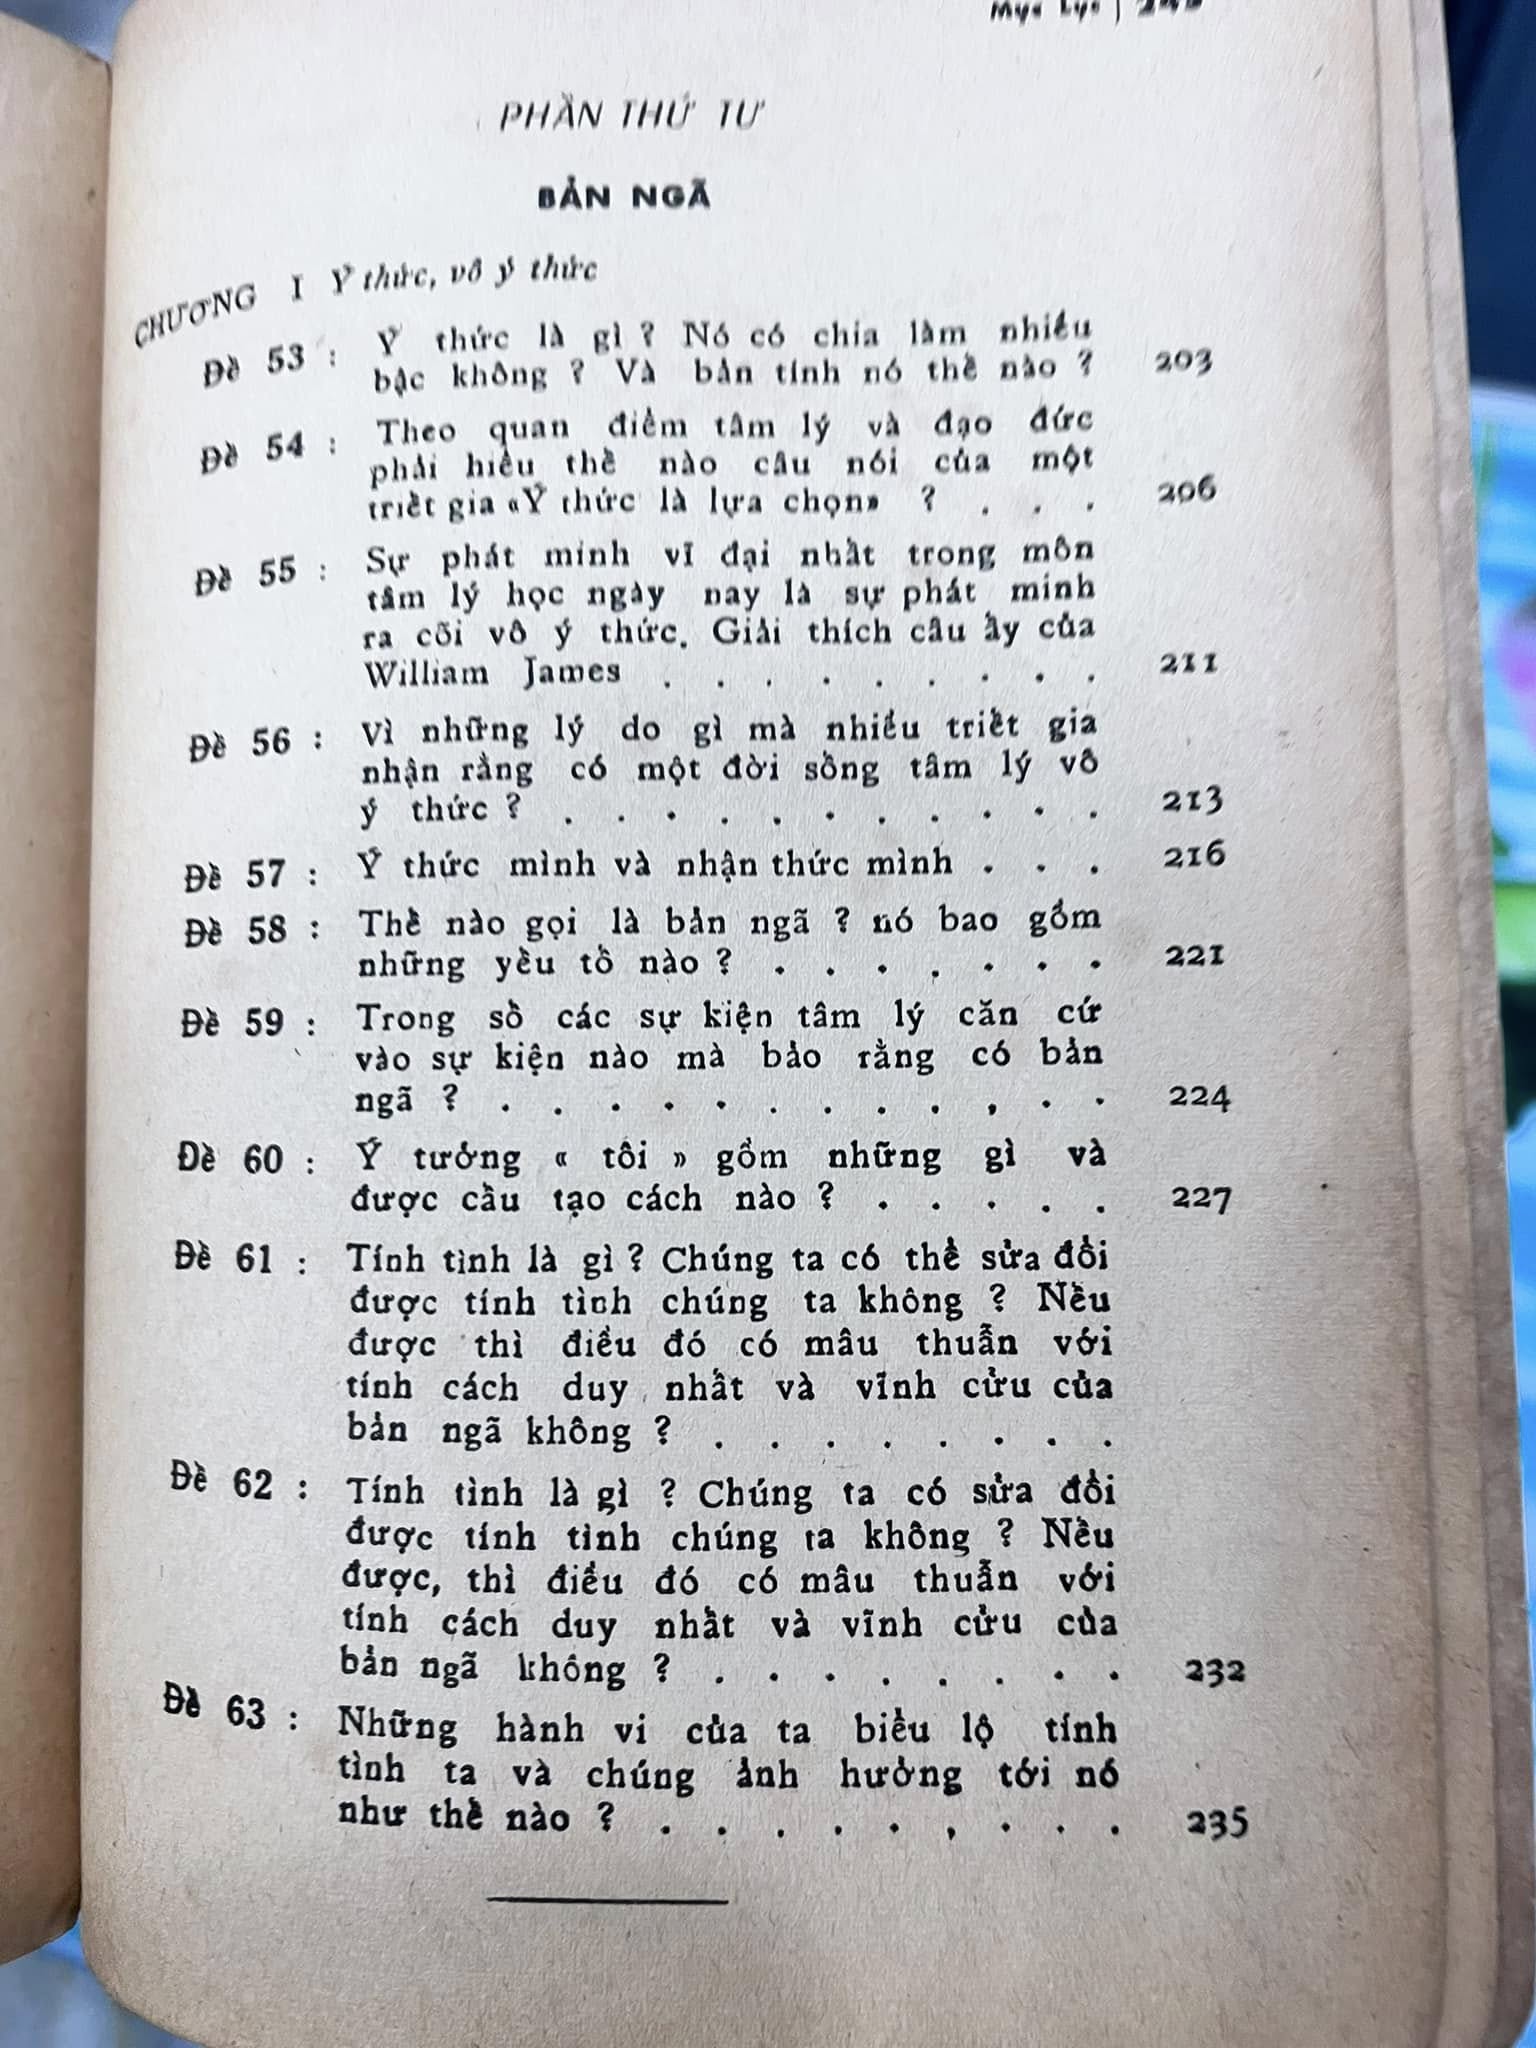 Mục Lục | 243
PHẦN THỨ TƯ
BẢN NGÃ
CHƯƠNG I Ý thức, vô ý thức
Đề 53 : Ý thức là gì ? Nó có chia làm nhiều
bậc không ? Và bản tính nó thế nào ? 203
Đề 54 : Theo quan điểm tâm lý và đạo đức
phải hiểu thế nào câu nói của một
triết gia «Ý thức là lựa chọn» ? . . . 206
Đề 55 : Sự phát minh vĩ đại nhất trong môn
tâm lý học ngày nay là sự phát minh
ra cõi vô ý thức. Giải thích câu ấy của
William James . . . . . . . . . 211
Đề 56 : Vì những lý do gì mà nhiều triết gia
nhận rằng có một đời sống tâm lý vô
ý thức ? . . . . . . . . . . . 213
Đề 57 : Ý thức mình và nhận thức mình . . . 216
Đề 58 : Thế nào gọi là bản ngã ? nó bao gồm
những yếu tố nào ? . . . . . . . 221
Đề 59 : Trong số các sự kiện tâm lý căn cứ
vào sự kiện nào mà bảo rằng có bản
ngã ? . . . . . . . . . . . . 224
Đề 60 : Ý tưởng « tôi » gồm những gì và
được cấu tạo cách nào ? . . . . . 227
Đề 61 : Tính tình là gì ? Chúng ta có thể sửa đổi
được tính tình chúng ta không ? Nếu
được thì điều đó có mâu thuẫn với
tính cách duy nhất và vĩnh cửu của
bản ngã không ? . . . . . . . .
Đề 62 : Tính tình là gì ? Chúng ta có sửa đổi
được tính tình chúng ta không ? Nếu
được, thì điều đó có mâu thuẫn với
tính cách duy nhất và vĩnh cửu của
bản ngã không ? . . . . . . . . 232
Đề 63 : Những hành vi của ta biểu lộ tính
tình ta và chúng ảnh hưởng tới nó
như thế nào ? . . . . . . . . . 235